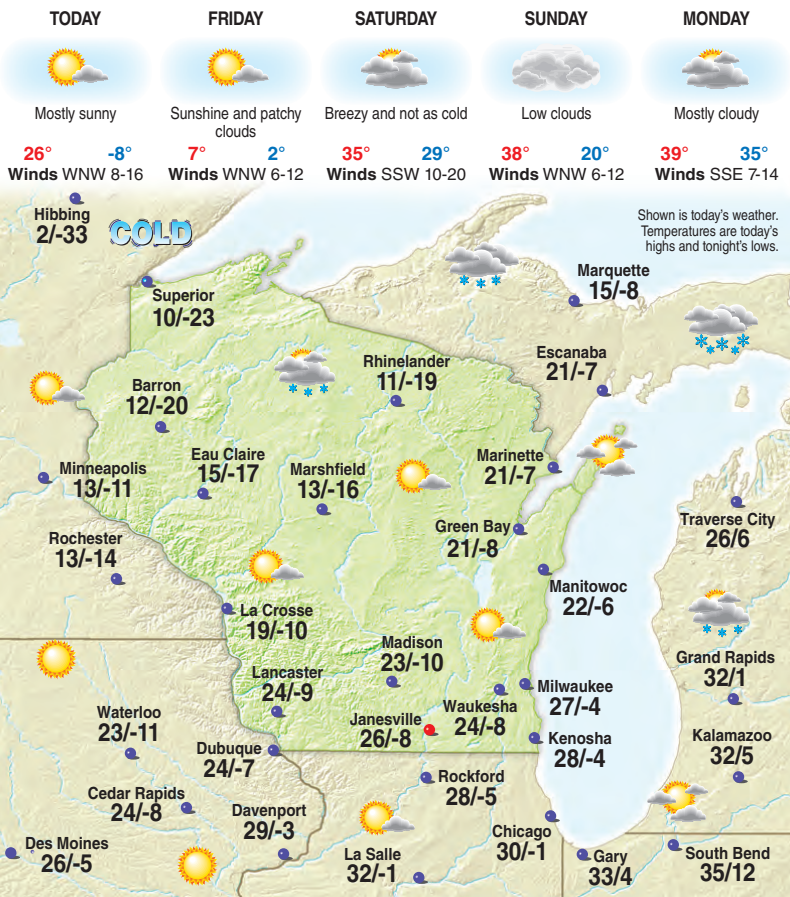 TODAY
Mostly sunny
26° -8°
Winds WNW 8-16
FRIDAY
Sunshine and patchy
clouds
7° 2°
Winds WNW 6-12
SATURDAY
Breezy and not as cold
35° 29°
Winds SSW 10-20
SUNDAY
Low clouds
38° 20°
Winds WNW 6-12
MONDAY
Mostly cloudy
39° 35°
Winds SSE 7-14
Shown is today's weather.
Temperatures are today's
highs and tonight's lows.
Hibbing
2/-33
COLD
Superior
10/-23
Marquette
15/-8
Escanaba
21/-7
Rhinelander
11/-19
Barron
12/-20
Minneapolis
13/-11
Eau Claire
15/-17
Marshfield
13/-16
Marinette
21/-7
Green Bay
21/-8
Traverse City
26/6
Rochester
13/-14
Manitowoc
22/-6
La Crosse
19/-10
Madison
23/-10
Grand Rapids
32/1
Lancaster
24/-9
Milwaukee
27/-4
Waukesha
24/-8
Janesville
26/-8
Waterloo
23/-11
Dubuque
24/-7
Kenosha
28/-4
Kalamazoo
32/5
Rockford
28/-5
Cedar Rapids
24/-8
Davenport
29/-3
Chicago
30/-1
Des Moines
26/-5
La Salle
32/-1
Gary
33/4
South Bend
35/12